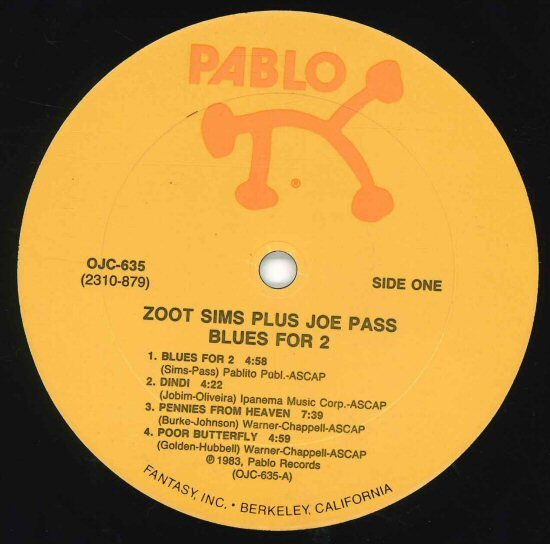 PABLO
®
OJC-635
(2310-879)
SIDE ONE
ZOOT SIMS PLUS JOE PASS
BLUES FOR 2
1. BLUES FOR 2 4:58
(Sims-Pass) Pablito Publ.-ASCAP
2. DINDI 4:22
(Jobim-Oliveira) Ipanema Music Corp.-ASCAP
3. PENNIES FROM HEAVEN 7:39
(Burke-Johnson) Warner-Chappell-ASCAP
4. POOR BUTTERFLY 4:59
(Golden-Hubbell) Warner-Chappell-ASCAP
℗ 1983, Pablo Records
(OJC-635-A)
FANTASY, INC. • BERKELEY, CALIFORNIA